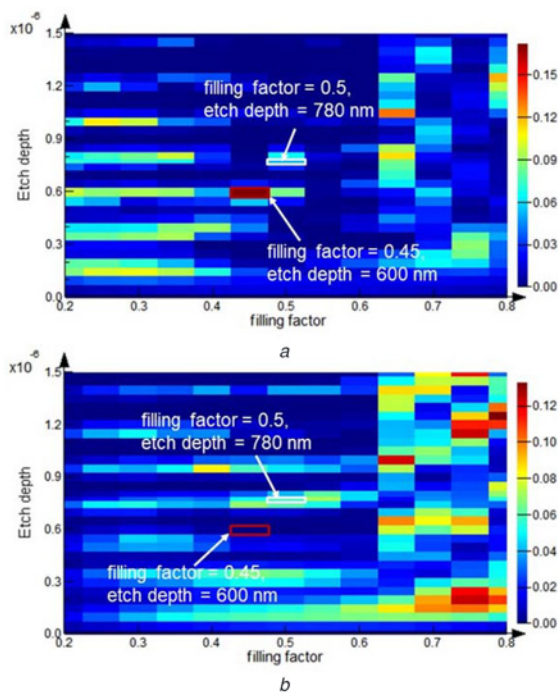 x10⁻⁶
1.5
1.2
0.9
0.6
0.3
0.0
Etch depth
filling factor = 0.5,
etch depth = 780 nm
filling factor = 0.45,
etch depth = 600 nm
0.2 0.3 0.4 0.5 0.6 0.7 0.8
filling factor
0.15
0.12
0.09
0.06
0.03
0.00
a
x10⁻⁶
1.5
1.2
0.9
0.6
0.3
0.0
Etch depth
filling factor = 0.5,
etch depth = 780 nm
filling factor = 0.45,
etch depth = 600 nm
0.2 0.3 0.4 0.5 0.6 0.7 0.8
filling factor
0.12
0.10
0.08
0.06
0.04
0.02
0.00
b